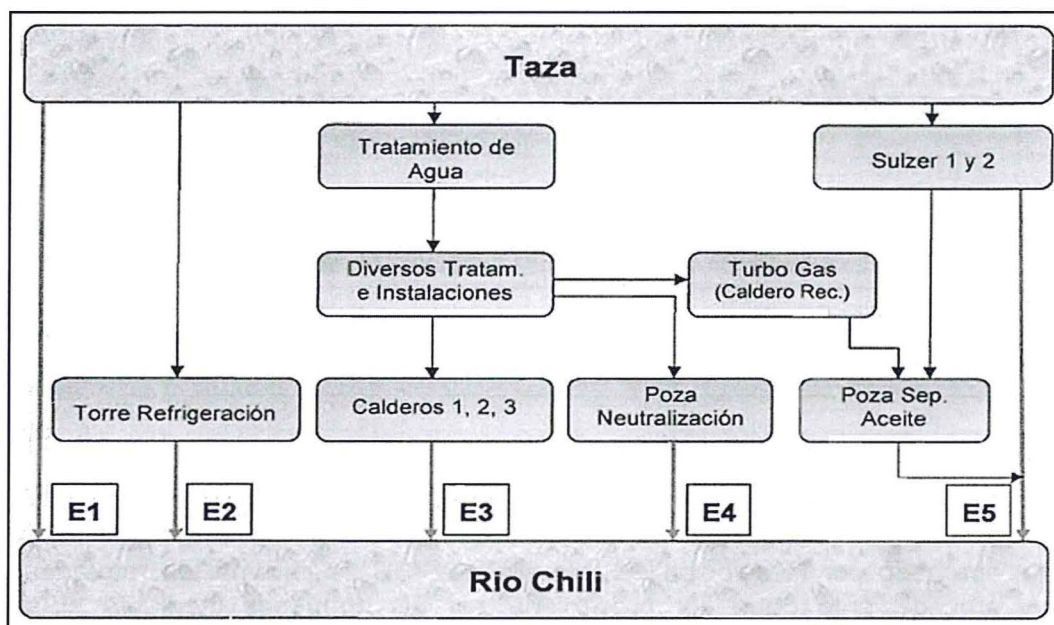 Taza
Tratamiento de
Agua
Sulzer 1 y 2
Diversos Tratam.
e Instalaciones
Turbo Gas
(Caldero Rec.)
Torre Refrigeración
Calderos 1, 2, 3
Poza
Neutralización
Poza Sep.
Aceite
E1
E2
E3
E4
E5
Rio Chili